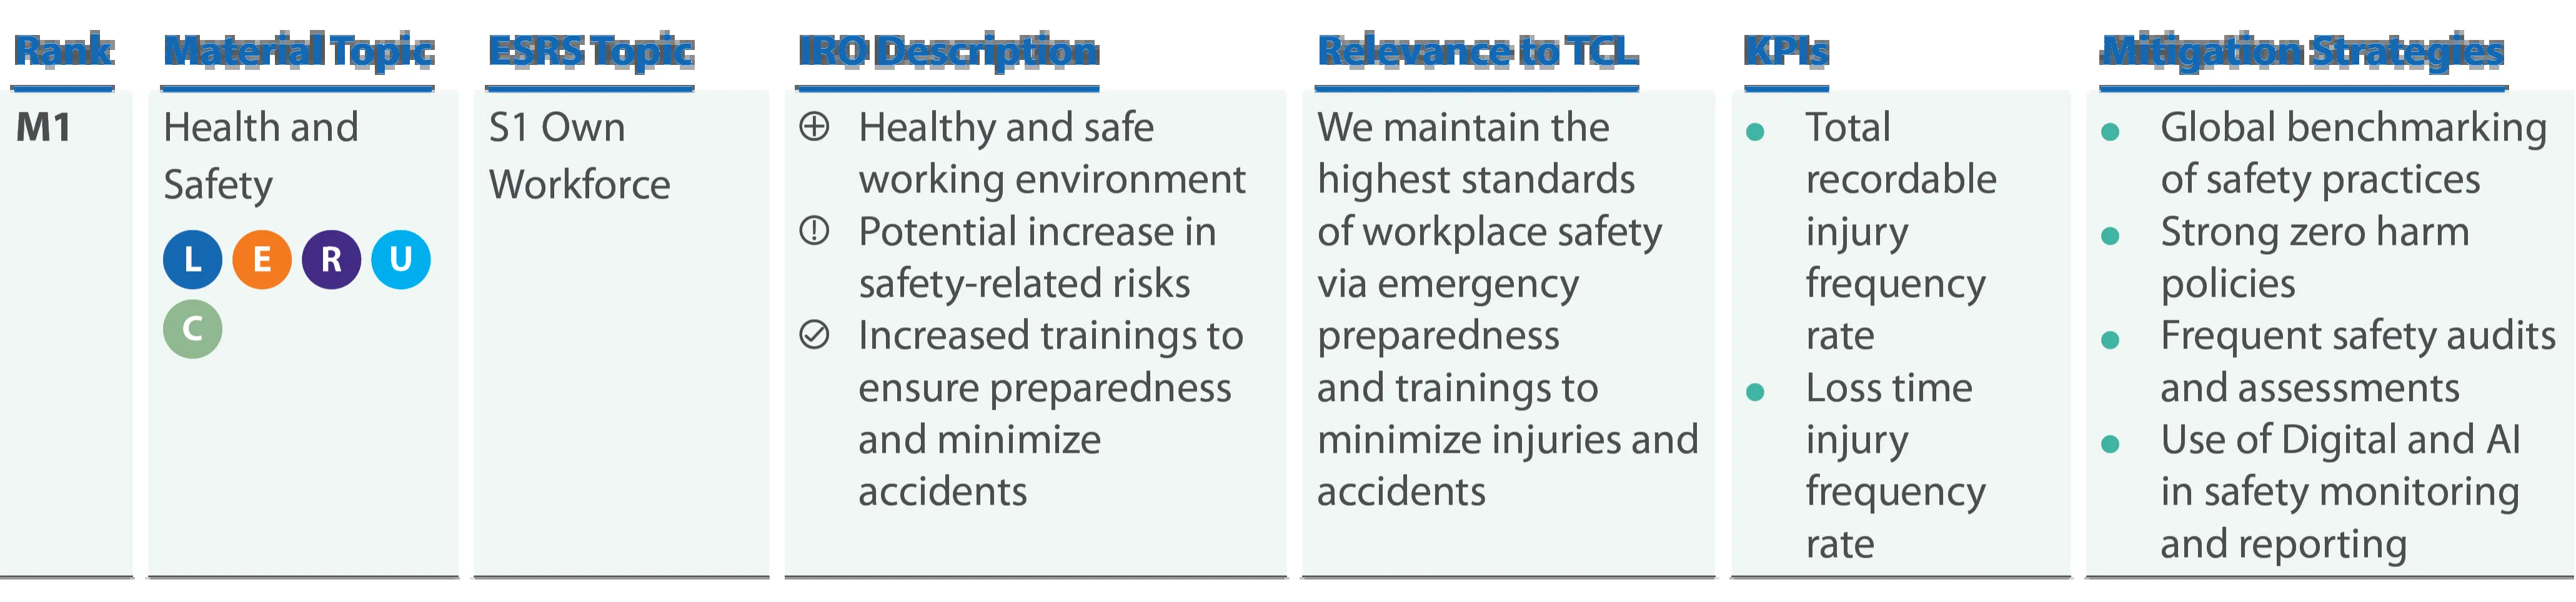 Rank
Material Topic
ESRS Topic
IRO Description
Relevance to TCL
KPIs
Mitigation Strategies
M1
Health and
Safety
L E R U
C
S1 Own
Workforce
Healthy and safe
working environment
Potential increase in
safety-related risks
Increased trainings to
ensure preparedness
and minimize
accidents
We maintain the
highest standards
of workplace safety
via emergency
preparedness
and trainings to
minimize injuries and
accidents
Total
recordable
injury
frequency
rate
Loss time
injury
frequency
rate
Global benchmarking
of safety practices
Strong zero harm
policies
Frequent safety audits
and assessments
Use of Digital and AI
in safety monitoring
and reporting